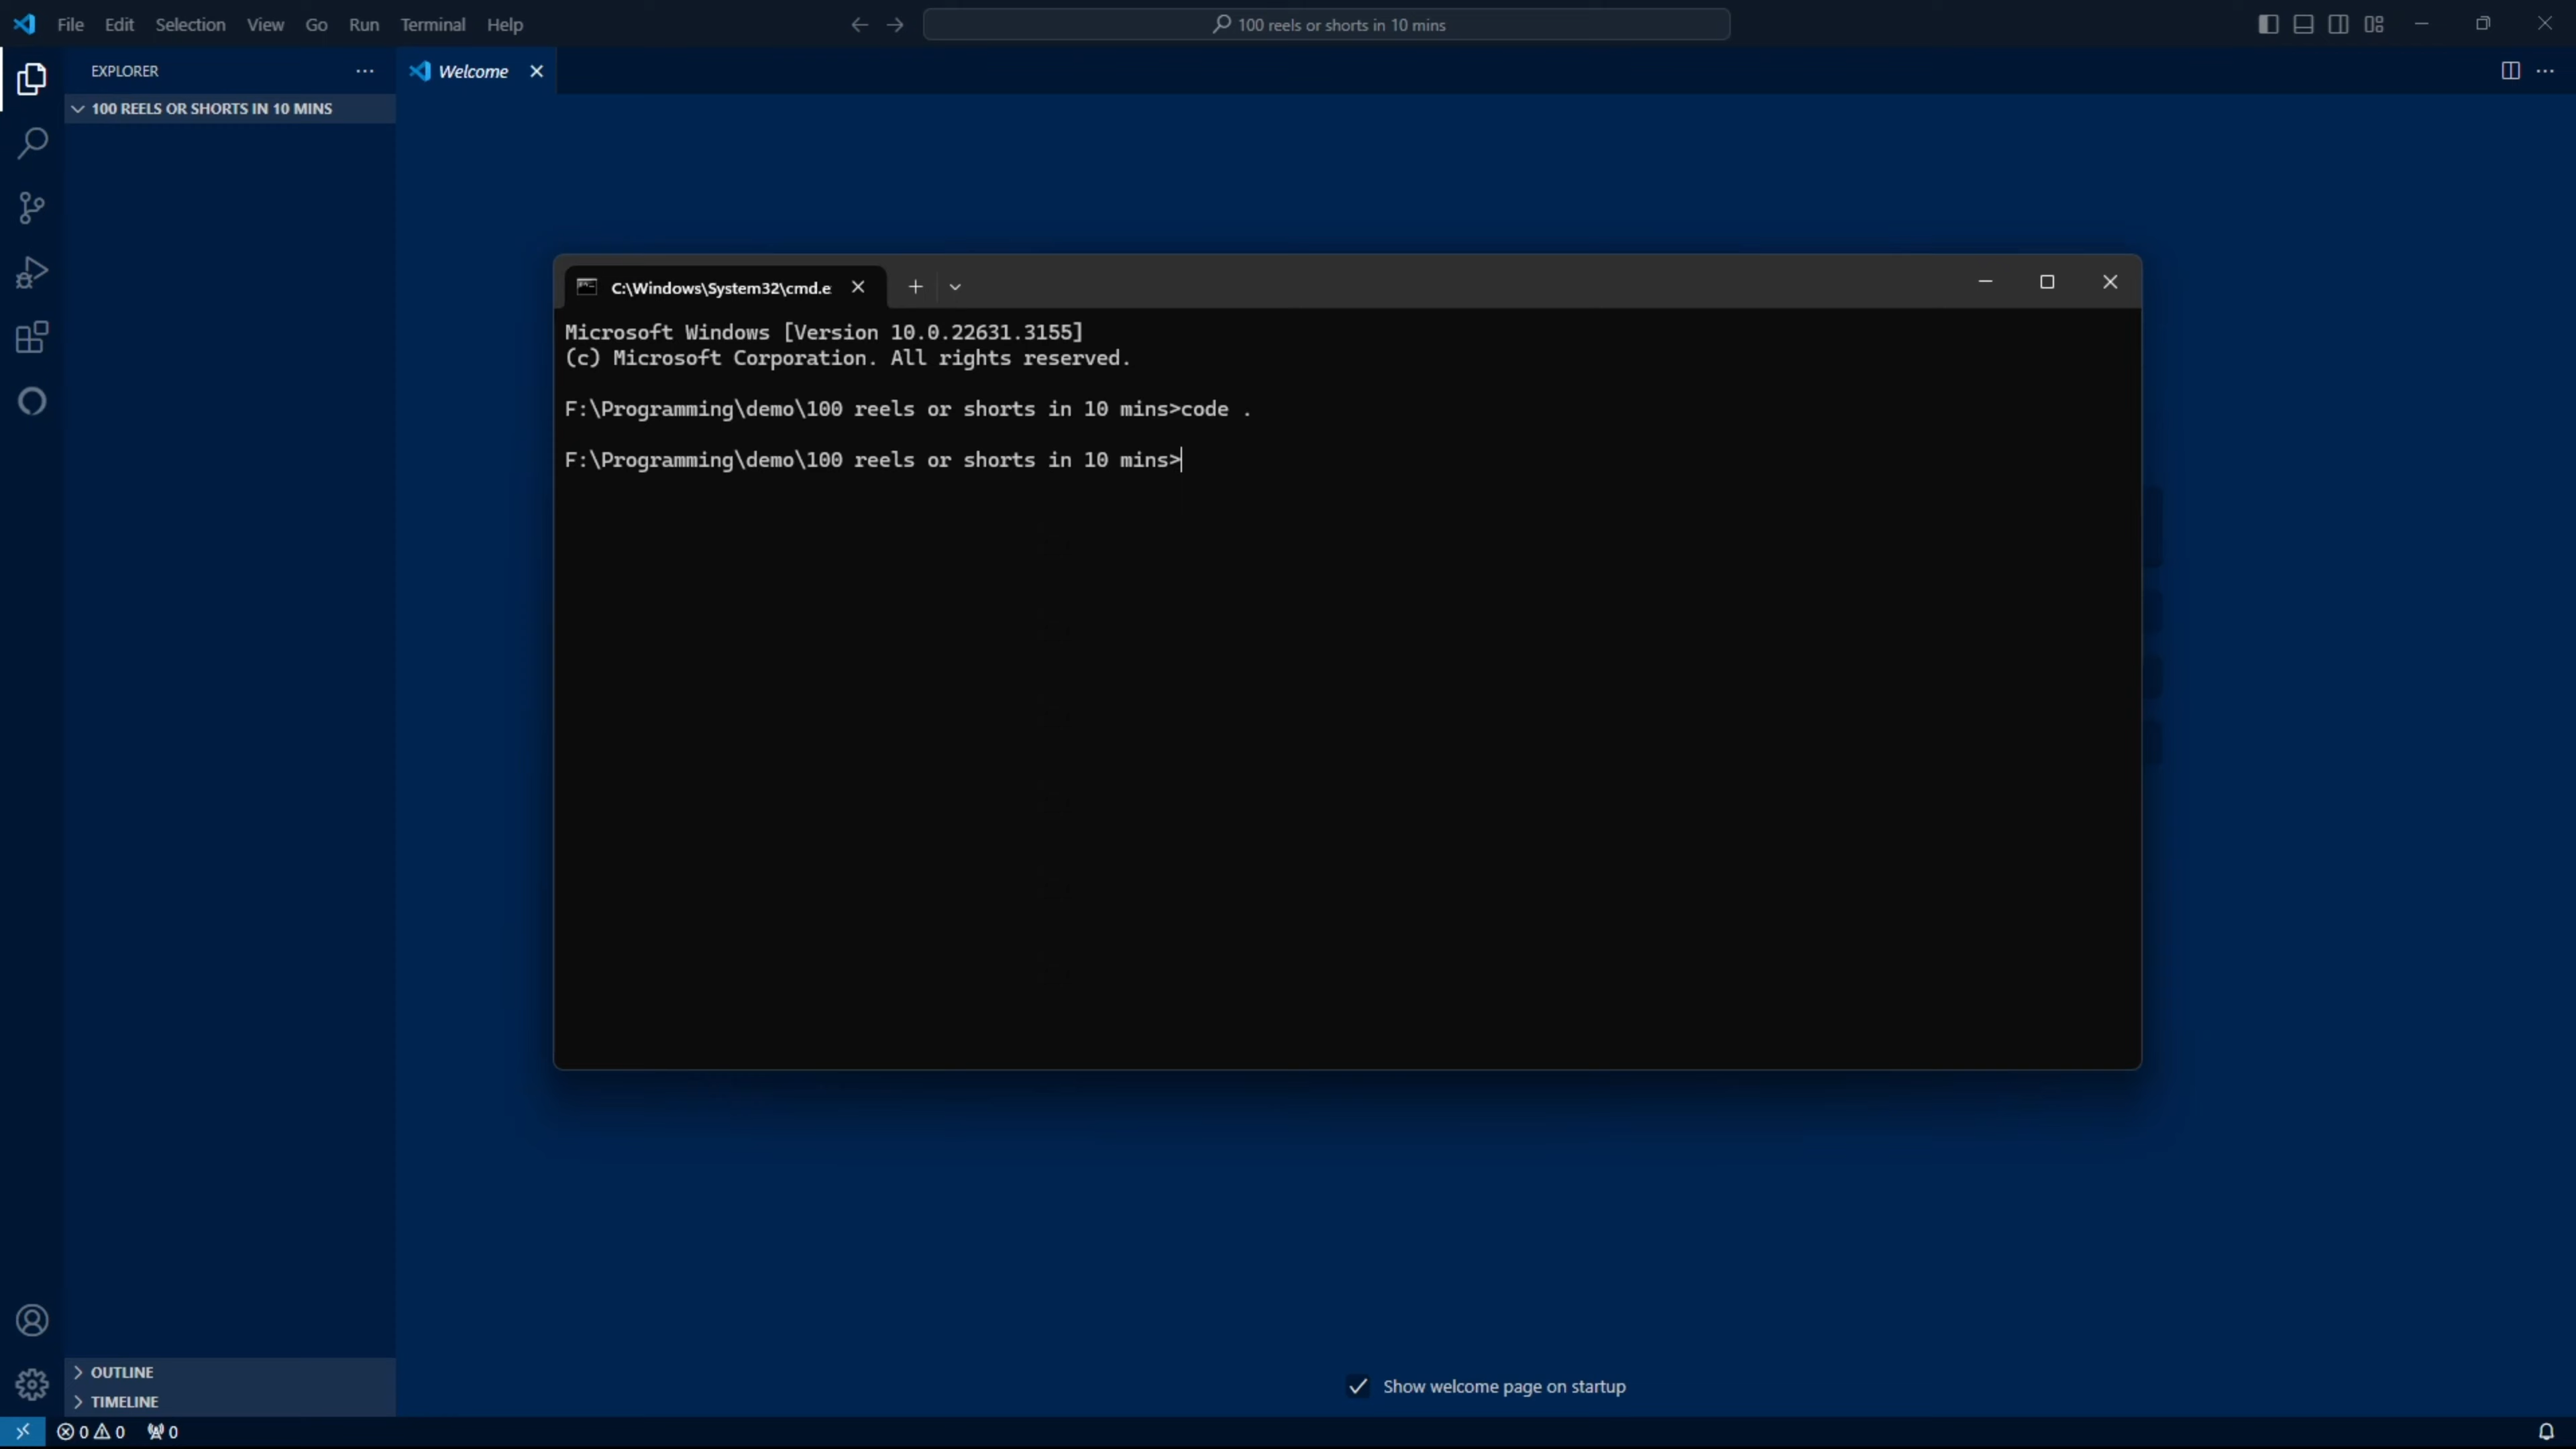 File Edit Selection View Go Run Terminal Help
100 reels or shorts in 10 mins
EXPLORER
Welcome
100 REELS OR SHORTS IN 10 MINS
C:\Windows\System32\cmd.e
Microsoft Windows [Version 10.0.22631.3155]
(c) Microsoft Corporation. All rights reserved.
F:\Programming\demo\100 reels or shorts in 10 mins>code .
F:\Programming\demo\100 reels or shorts in 10 mins>
OUTLINE
Show welcome page on startup
TIMELINE
0 0 0